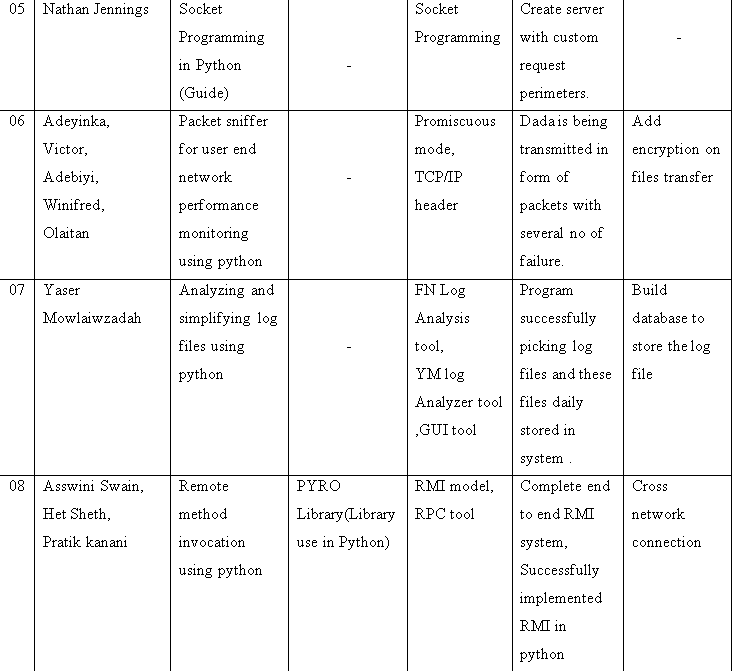 05
Nathan Jennings
Socket
Programming
in Python
(Guide)
-
Socket
Programming
Create server
with custom
request
perimeters.
-
06
Adeyinka,
Victor,
Adebiyi,
Winifred,
Olaitan
Packet sniffer
for user end
network
performance
monitoring
using python
-
Promiscuous
mode,
TCP/IP
header
Dada is being
transmitted in
form of
packets with
several no of
failure.
Add
encryption on
files transfer
07
Yaser
Mowlaiwzadah
Analyzing and
simplifying log
files using
python
-
FN Log
Analysis
tool,
YM log
Analyzer tool
,GUI tool
Program
successfully
picking log
files and these
files daily
stored in
system .
Build
database to
store the log
file
08
Asswini Swain,
Het Sheth,
Pratik kanani
Remote
method
invocation
using python
PYRO
Library(Library
use in Python)
RMI model,
RPC tool
Complete end
to end RMI
system,
Successfully
implemented
RMI in
python
Cross
network
connection